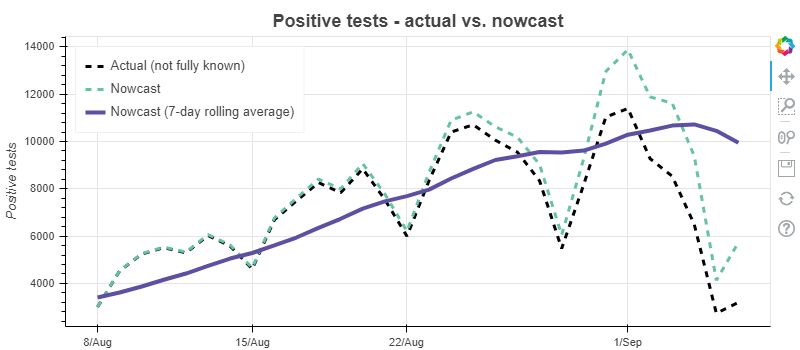 Positive tests - actual vs. nowcast
14000
12000
10000
8000
6000
4000
Positive tests
Actual (not fully known)
Nowcast
Nowcast (7-day rolling average)
8/Aug
15/Aug
22/Aug
1/Sep